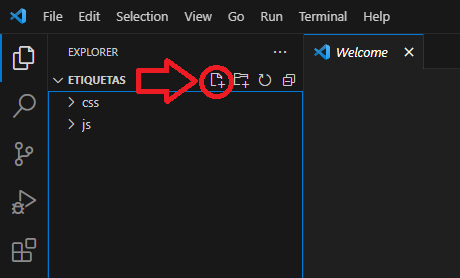 File Edit Selection View Go Run Terminal Help
EXPLORER
Welcome
ETIQUETAS
css
js